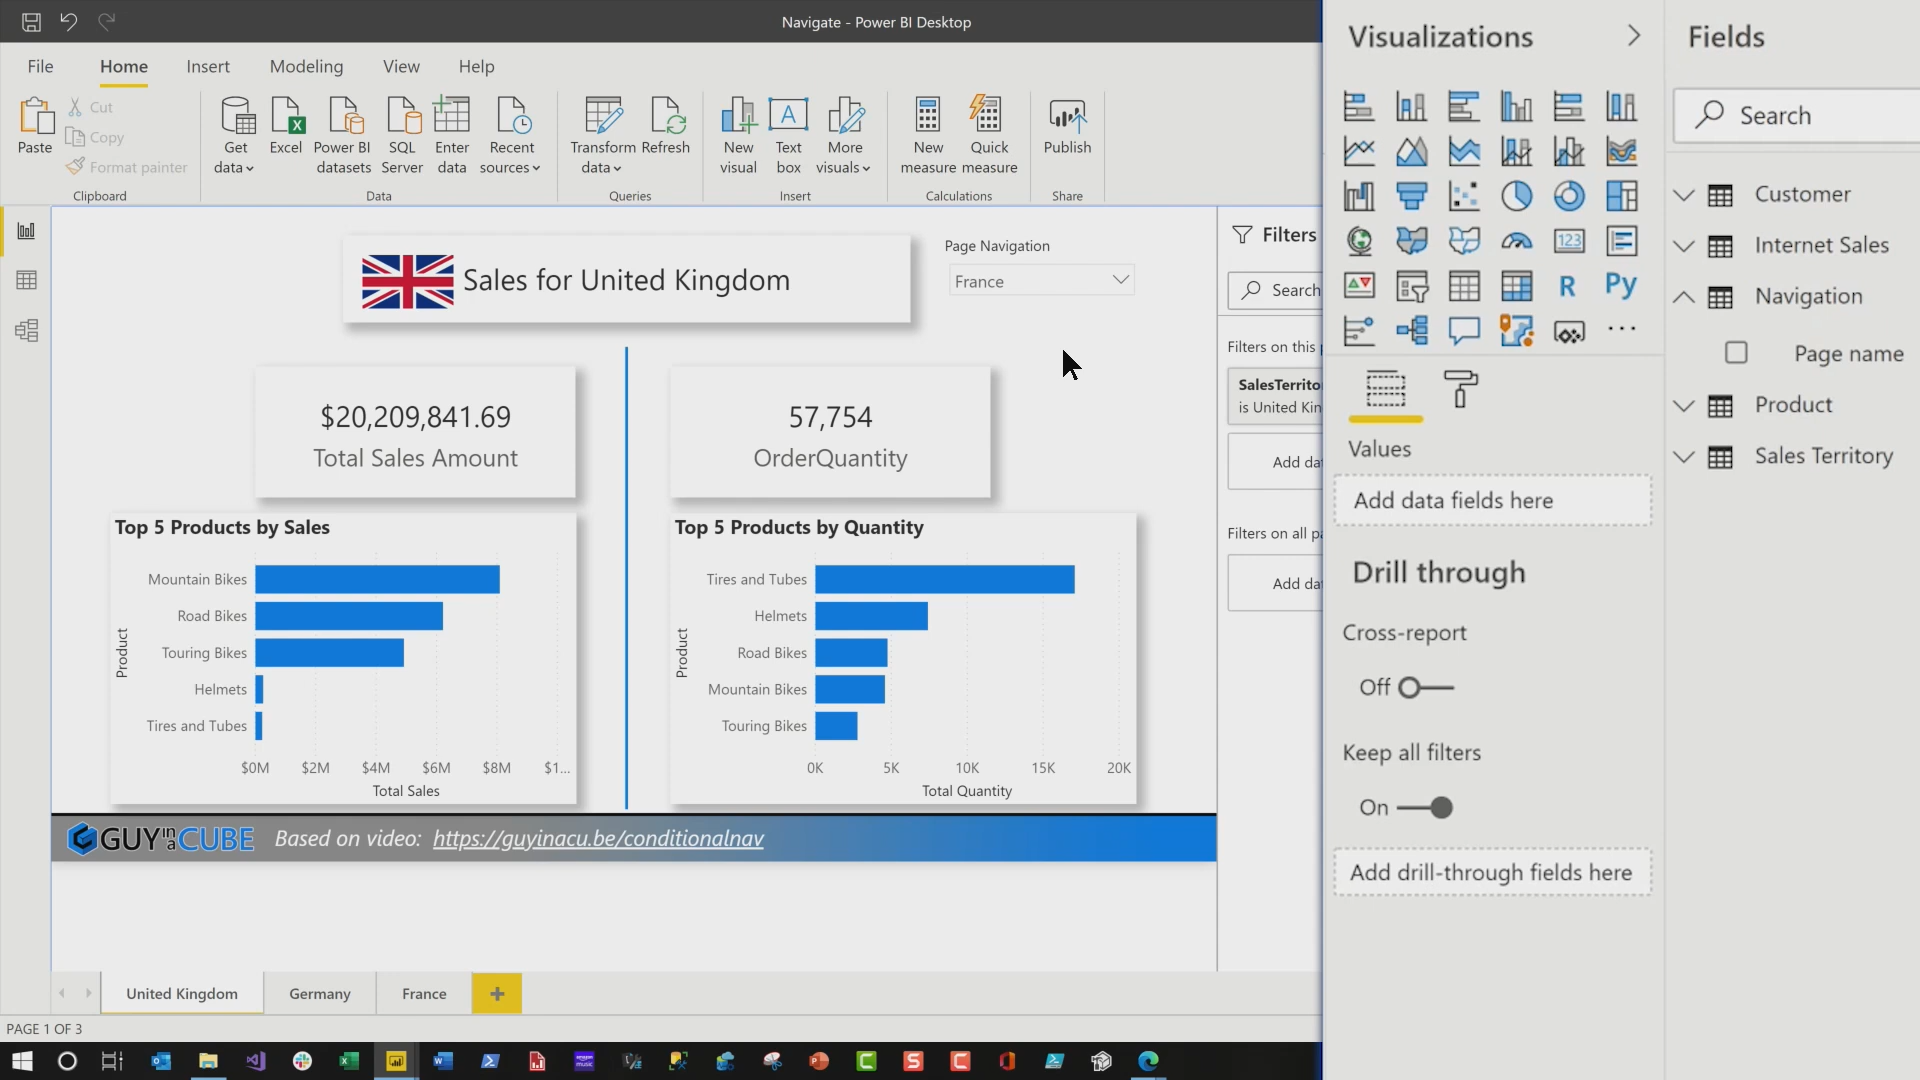 Navigate - Power BI Desktop
File
Home
Insert
Modeling
View
Help
Paste
Cut
Copy
Format painter
Clipboard
Get data
Excel
Power BI datasets
SQL Server
Enter data
Recent sources
Data
Transform data
Refresh
Queries
New visual
Text box
More visuals
Insert
New measure
Quick measure
Calculations
Publish
Share
Sales for United Kingdom
Page Navigation
France
$20,209,841.69
Total Sales Amount
57,754
OrderQuantity
Top 5 Products by Sales
Product
Mountain Bikes
Road Bikes
Touring Bikes
Helmets
Tires and Tubes
$0M
$2M
$4M
$6M
$8M
$1...
Total Sales
Top 5 Products by Quantity
Product
Tires and Tubes
Helmets
Road Bikes
Mountain Bikes
Touring Bikes
0K
5K
10K
15K
20K
Total Quantity
GUY in a CUBE
Based on video: https://guyinacu.be/conditionalnav
United Kingdom
Germany
France
PAGE 1 OF 3
Filters
Search
Filters on this
SalesTerrito
is United Kin
Add dat
Filters on all pa
Add dat
Visualizations
123
R
Py
...
Values
Add data fields here
Drill through
Cross-report
Off
Keep all filters
On
Add drill-through fields here
Fields
Search
Customer
Internet Sales
Navigation
Page name
Product
Sales Territory